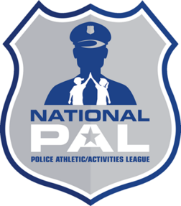 NATIONAL
PAL
POLICE ATHLETIC/ACTIVITIES LEAGUE